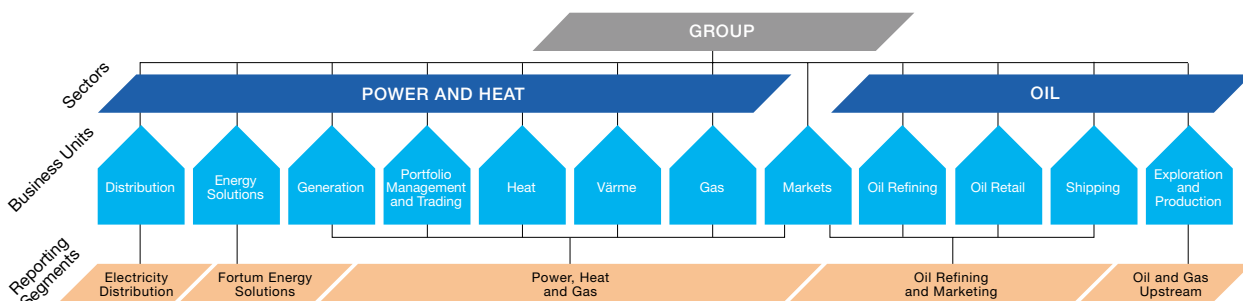 GROUP
Sectors
POWER AND HEAT
OIL
Business Units
Distribution
Energy
Solutions
Generation
Portfolio
Management
and Trading
Heat
Värme
Gas
Markets
Oil Refining
Oil Retail
Shipping
Exploration
and
Production
Reporting
Segments
Electricity
Distribution
Fortum Energy
Solutions
Power, Heat
and Gas
Oil Refining
and Marketing
Oil and Gas
Upstream